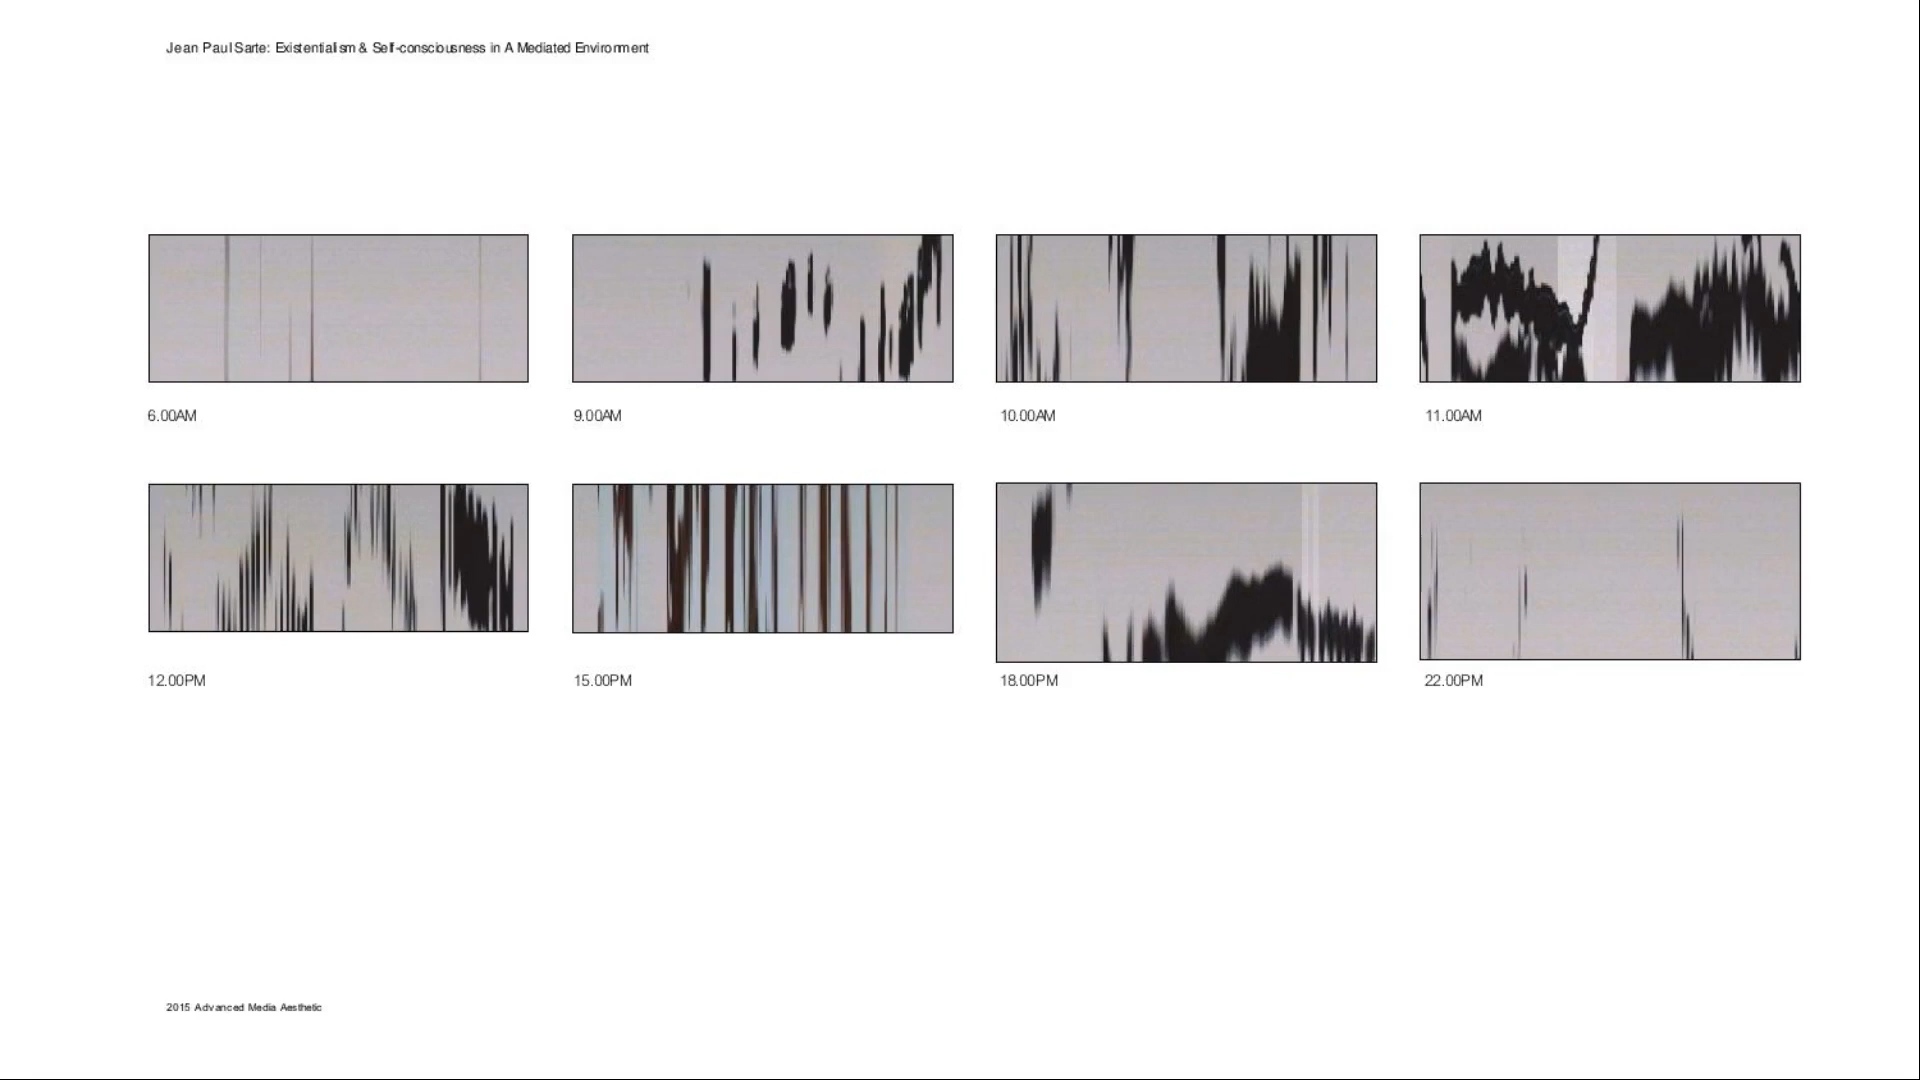 Jean Paul Sarte: Existentialism & Self-consciousness in A Mediated Environment
6.00AM
9.00AM
10.00AM
11.00AM
12.00PM
15.00PM
18.00PM
22.00PM
2015 Advanced Media Aesthetic